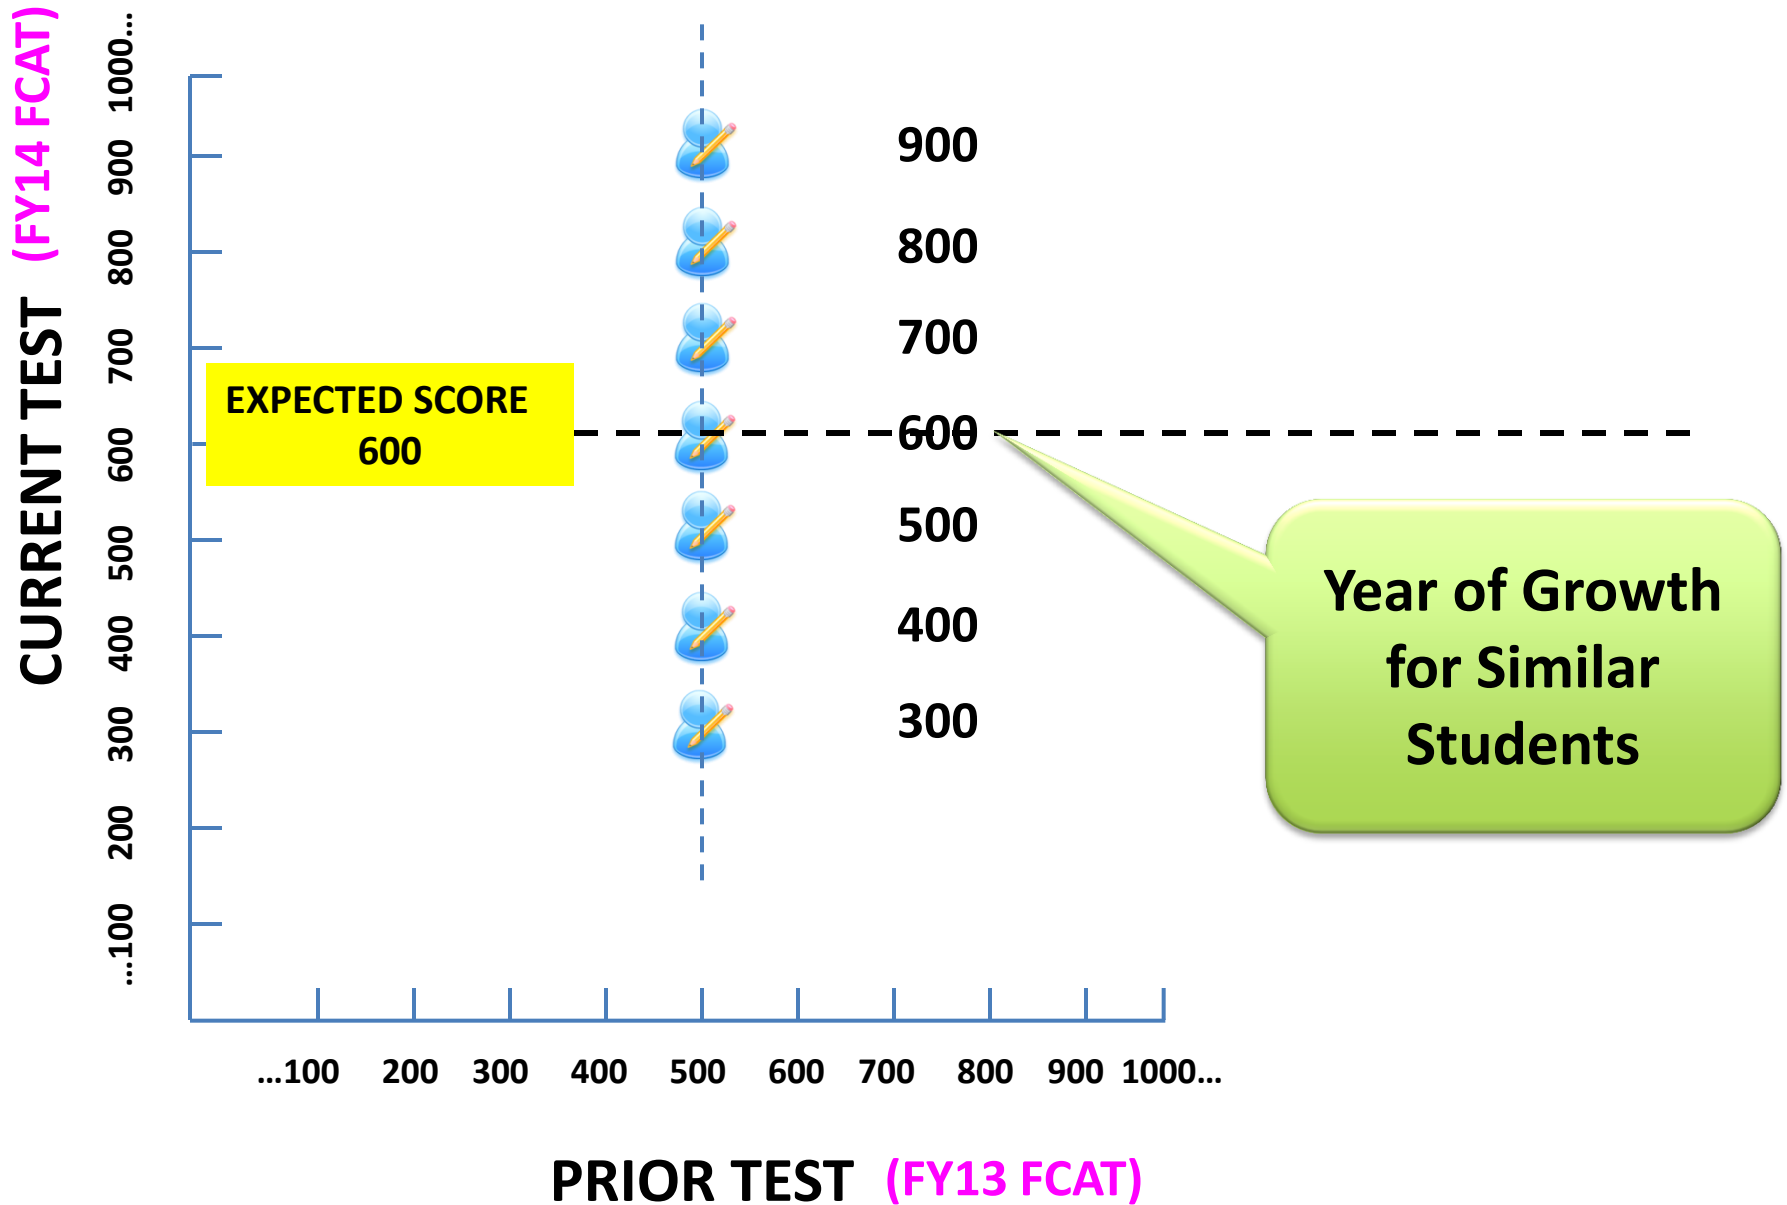 CURRENT TEST (FY14 FCAT)
1000...
900
800
700
600
500
400
300
200
...100
EXPECTED SCORE
600
900
800
700
600
500
400
300
Year of Growth
for Similar
Students
...100 200 300 400 500 600 700 800 900 1000...
PRIOR TEST (FY13 FCAT)